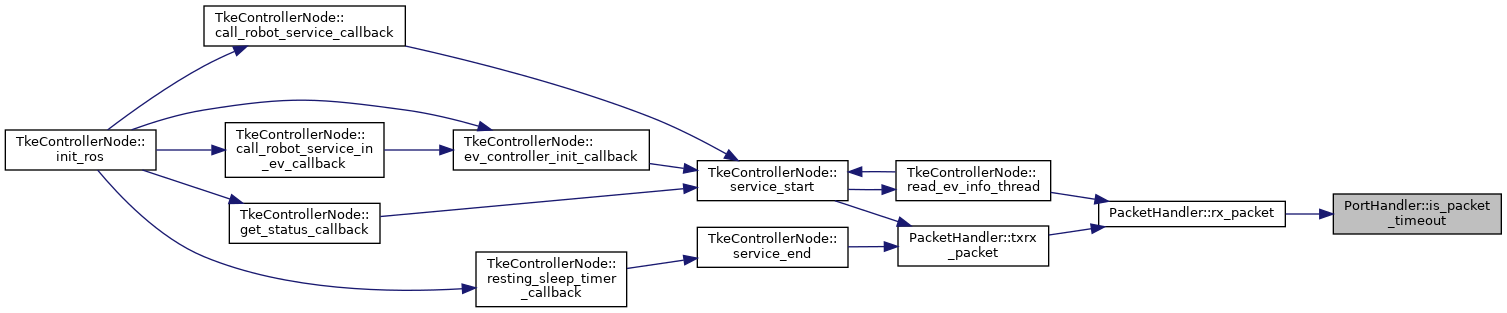 TkeControllerNode::
call_robot_service_callback
TkeControllerNode::
init_ros
TkeControllerNode::
call_robot_service_in
_ev_callback
TkeControllerNode::
ev_controller_init_callback
TkeControllerNode::
get_status_callback
TkeControllerNode::
resting_sleep_timer
_callback
TkeControllerNode::
service_start
TkeControllerNode::
service_end
TkeControllerNode::
read_ev_info_thread
PacketHandler::txrx
_packet
PacketHandler::rx_packet
PortHandler::is_packet
_timeout